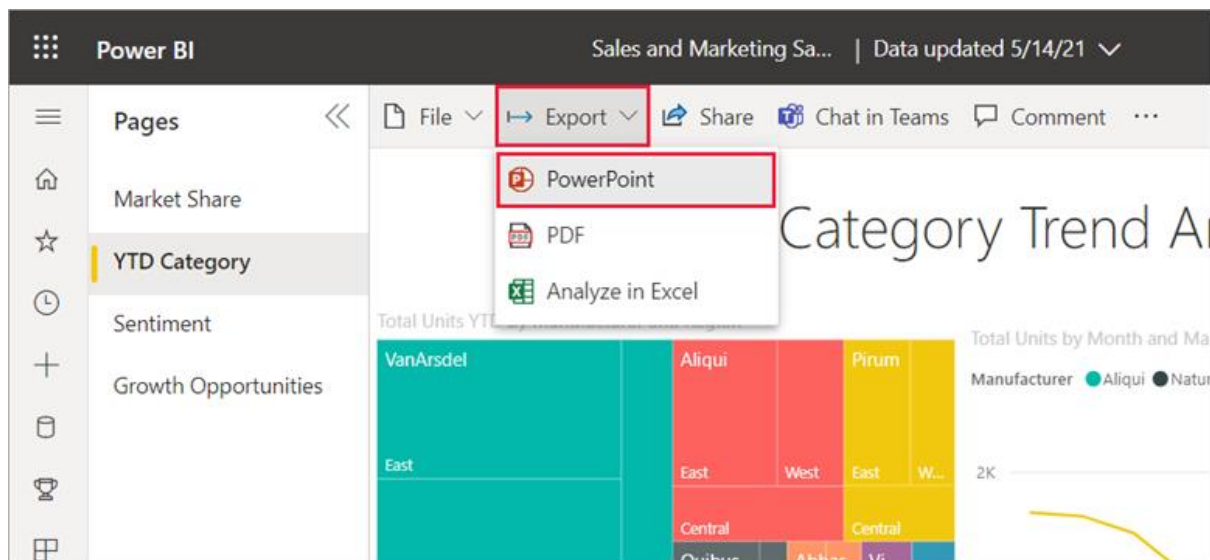 Power BI
Sales and Marketing Sa... | Data updated 5/14/21
Pages
File
Export
Share
Chat in Teams
Comment
...
Market Share
YTD Category
Sentiment
Growth Opportunities
PowerPoint
PDF
Analyze in Excel
Category Trend
Total Units YTD
Total Units by Month and
VanArsdel
East
Aliqui
East
West
Central
Pirum
East
W...
Central
Manufacturer Aliqui
2K